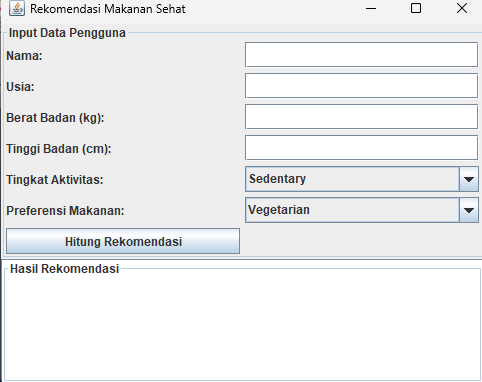 Rekomendasi Makanan Sehat
Input Data Pengguna
Nama:
Usia:
Berat Badan (kg):
Tinggi Badan (cm):
Tingkat Aktivitas: Sedentary
Preferensi Makanan: Vegetarian
Hitung Rekomendasi
Hasil Rekomendasi